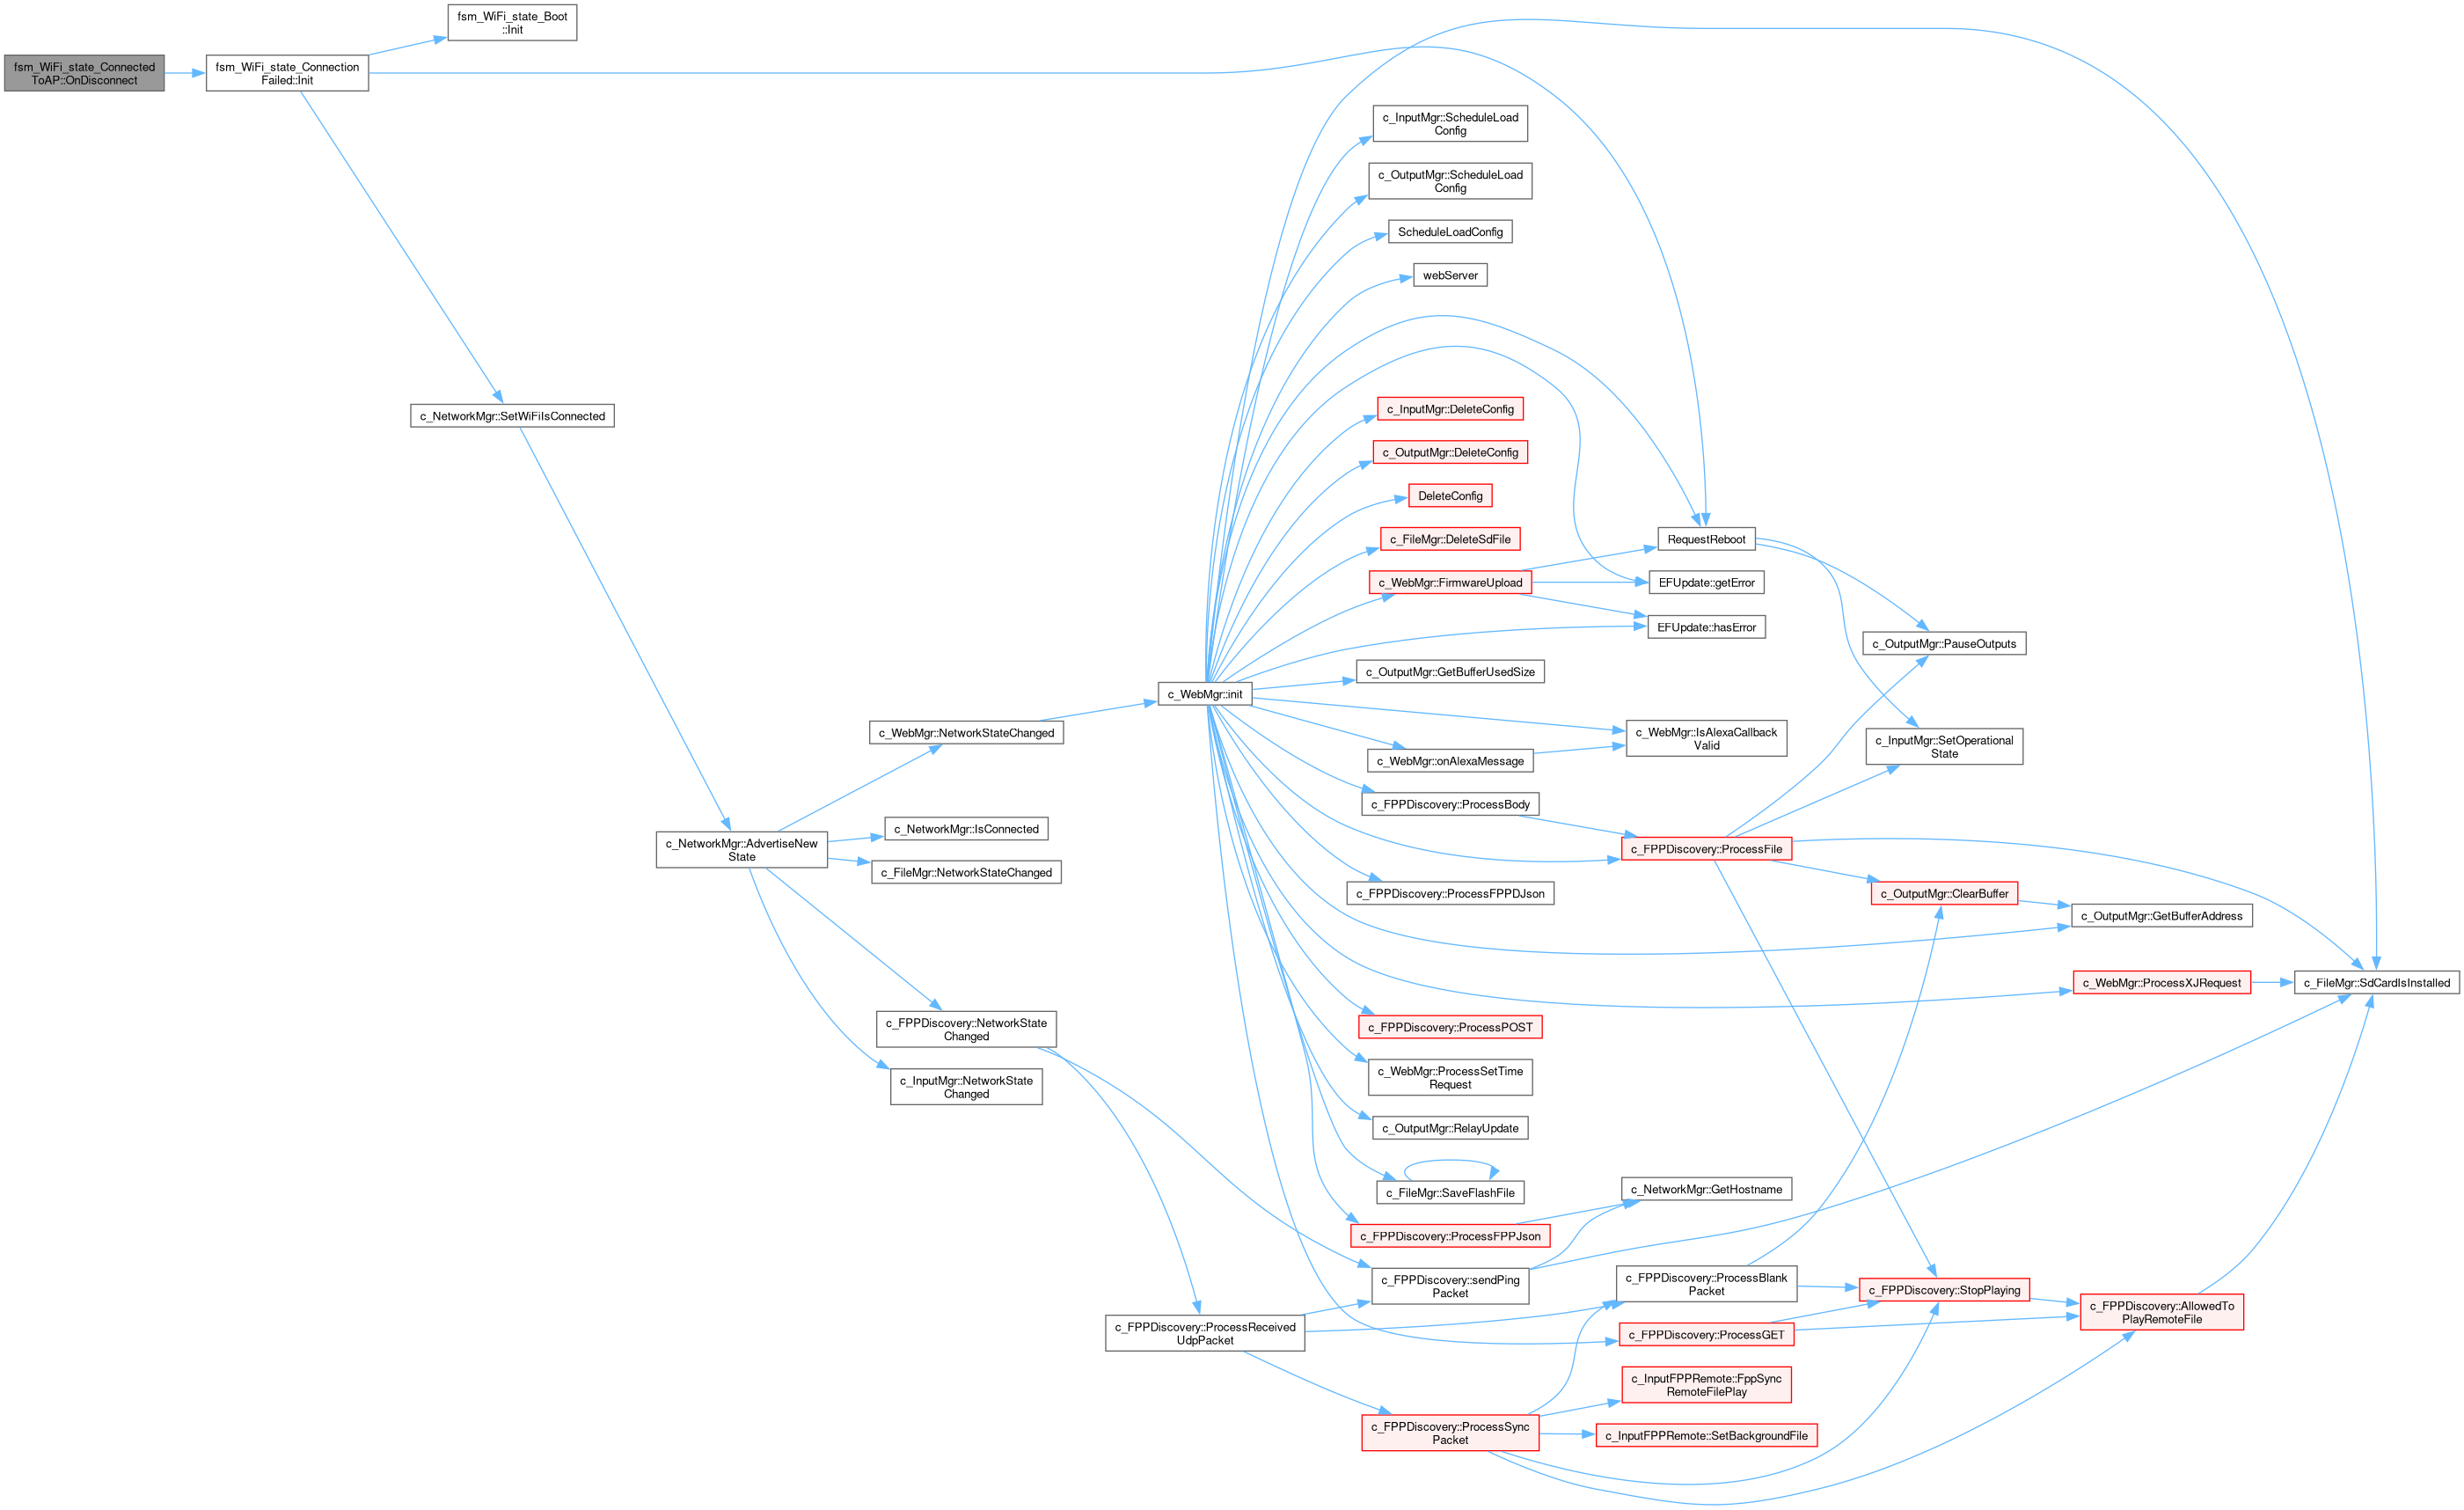 fsm_WiFi_state_Boot
::Init
fsm_WiFi_state_Connected
ToAP::OnDisconnect
fsm_WiFi_state_Connection
Failed::Init
c_InputMgr::ScheduleLoad
Config
c_OutputMgr::ScheduleLoad
Config
ScheduleLoadConfig
webServer
c_NetworkMgr::SetWiFiIsConnected
c_InputMgr::DeleteConfig
c_OutputMgr::DeleteConfig
DeleteConfig
c_FileMgr::DeleteSdFile
RequestReboot
c_WebMgr::FirmwareUpload
EFUpdate::getError
EFUpdate::hasError
c_OutputMgr::PauseOutputs
c_OutputMgr::GetBufferUsedSize
c_WebMgr::init
c_WebMgr::NetworkStateChanged
c_WebMgr::IsAlexaCallback
Valid
c_InputMgr::SetOperational
State
c_WebMgr::onAlexaMessage
c_FPPDiscovery::ProcessBody
c_NetworkMgr::IsConnected
c_NetworkMgr::AdvertiseNew
State
c_FPPDiscovery::ProcessFile
c_FileMgr::NetworkStateChanged
c_FPPDiscovery::ProcessFPPDJson
c_OutputMgr::ClearBuffer
c_OutputMgr::GetBufferAddress
c_WebMgr::ProcessXJRequest
c_FileMgr::SdCardIsInstalled
c_FPPDiscovery::NetworkState
Changed
c_FPPDiscovery::ProcessPOST
c_WebMgr::ProcessSetTime
Request
c_InputMgr::NetworkState
Changed
c_OutputMgr::RelayUpdate
c_FileMgr::SaveFlashFile
c_NetworkMgr::GetHostname
c_FPPDiscovery::ProcessFPPJson
c_FPPDiscovery::sendPing
Packet
c_FPPDiscovery::ProcessBlank
Packet
c_FPPDiscovery::StopPlaying
c_FPPDiscovery::AllowedTo
PlayRemoteFile
c_FPPDiscovery::ProcessReceived
UdpPacket
c_FPPDiscovery::ProcessGET
c_InputFPPRemote::FppSync
RemoteFilePlay
c_FPPDiscovery::ProcessSync
Packet
c_InputFPPRemote::SetBackgroundFile